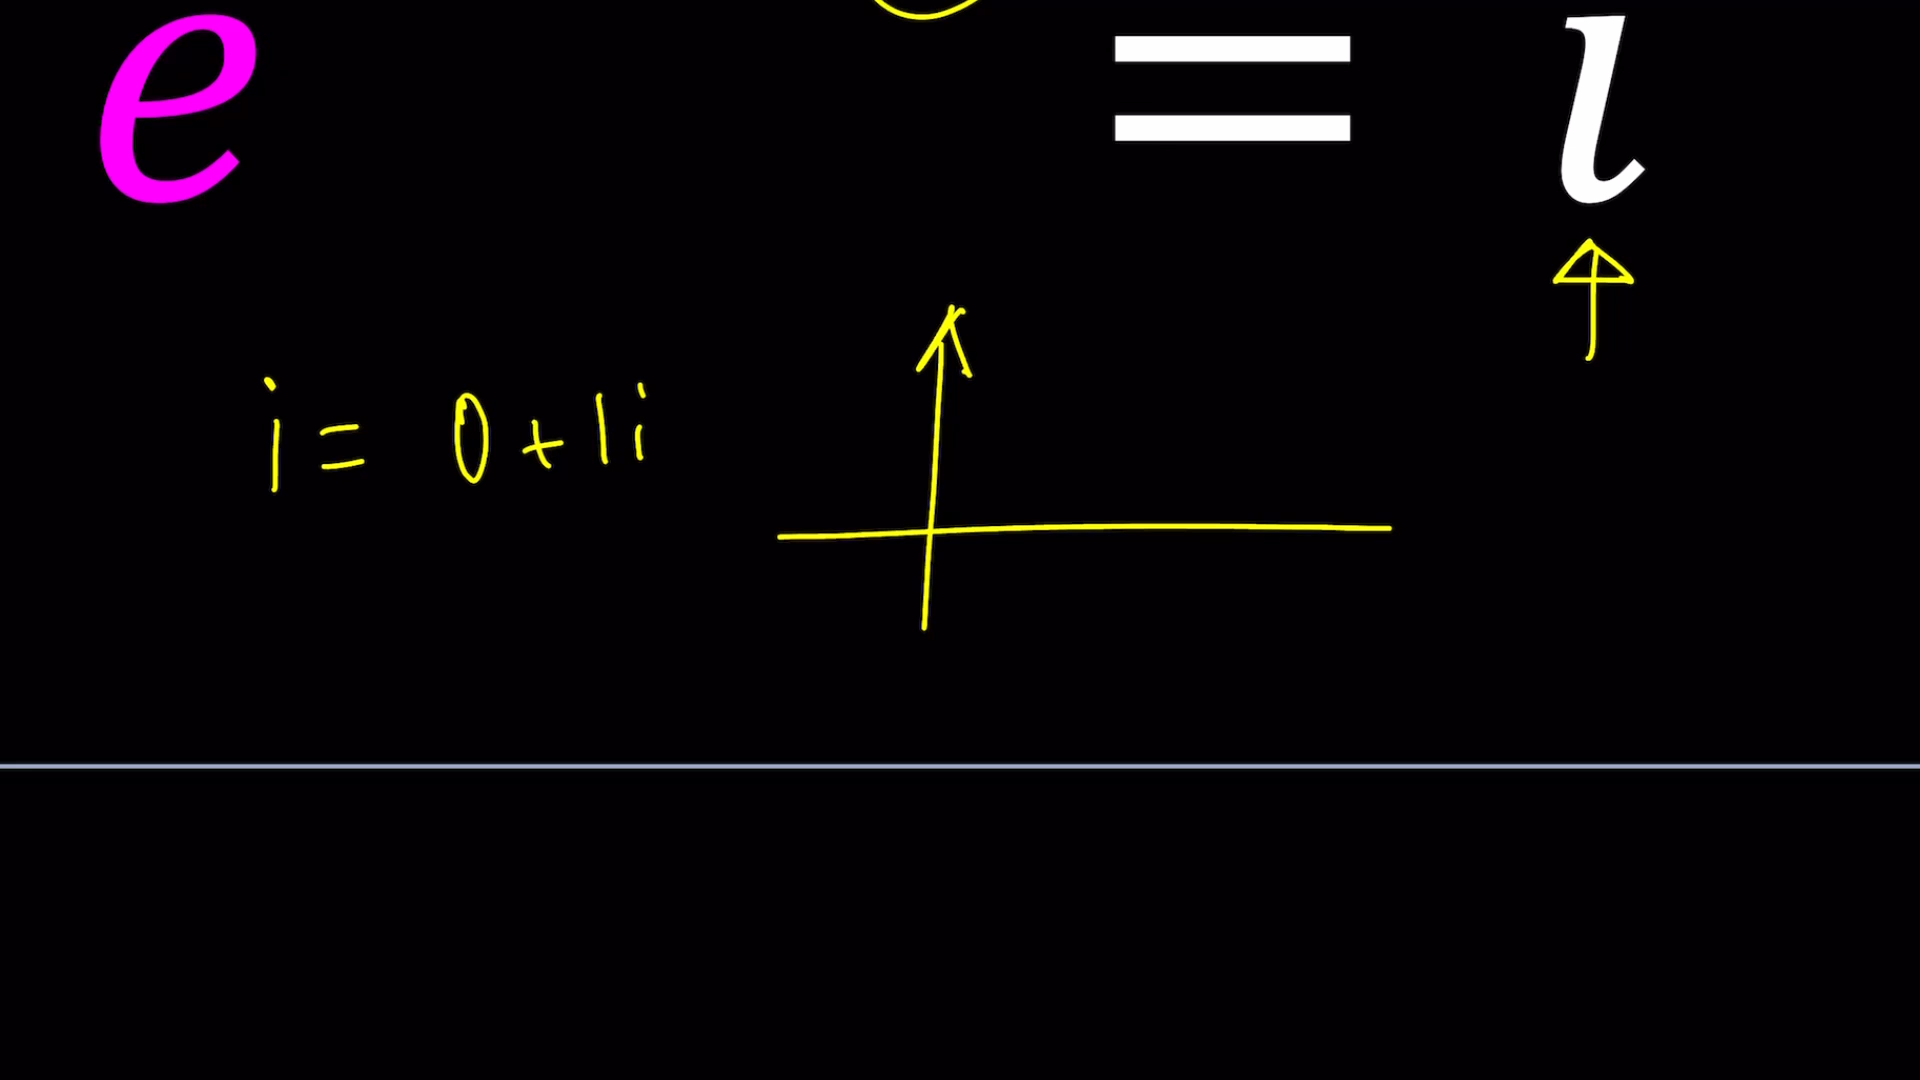 e = i
i = 0 + 1i